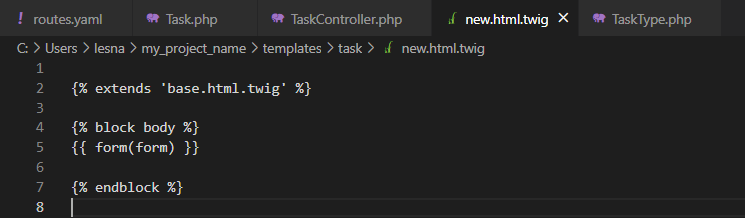 ! routes.yaml Task.php TaskController.php new.html.twig × TaskType.php
C: > Users > lesna > my_project_name > templates > task > new.html.twig
1
2 {% extends 'base.html.twig' %}
3
4 {% block body %}
5 {{ form(form) }}
6
7 {% endblock %}
8